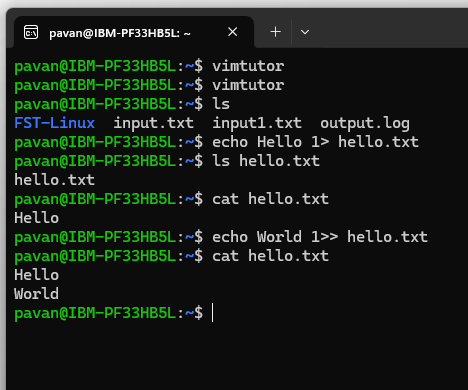 pavan@IBM-PF33HB5L: ~
pavan@IBM-PF33HB5L:~$ vimtutor
pavan@IBM-PF33HB5L:~$ vimtutor
pavan@IBM-PF33HB5L:~$ ls
FST-Linux  input.txt  input1.txt  output.log
pavan@IBM-PF33HB5L:~$ echo Hello 1> hello.txt
pavan@IBM-PF33HB5L:~$ ls hello.txt
hello.txt
pavan@IBM-PF33HB5L:~$ cat hello.txt
Hello
pavan@IBM-PF33HB5L:~$ echo World 1>> hello.txt
pavan@IBM-PF33HB5L:~$ cat hello.txt
Hello
World
pavan@IBM-PF33HB5L:~$